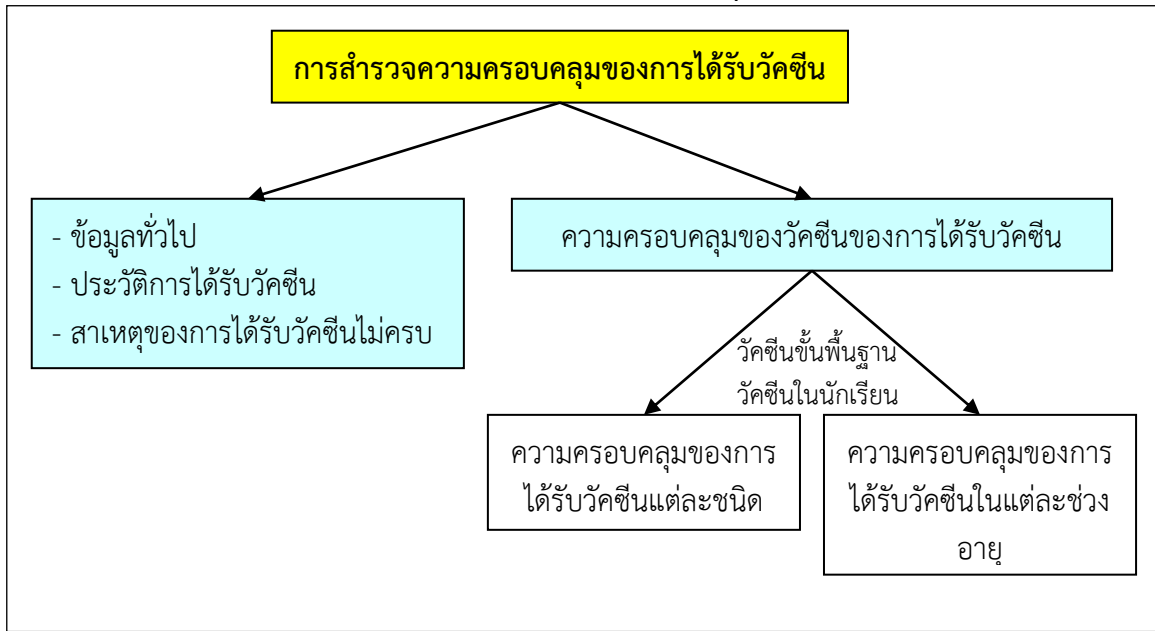 การสำรวจความครอบคลุมของการได้รับวัคซีน
- ข้อมูลทั่วไป
- ประวัติการได้รับวัคซีน
- สาเหตุของการได้รับวัคซีนไม่ครบ
ความครอบคลุมของวัคซีนของการได้รับวัคซีน
วัคซีนขั้นพื้นฐาน
วัคซีนในนักเรียน
ความครอบคลุมของการ
ได้รับวัคซีนแต่ละชนิด
ความครอบคลุมของการ
ได้รับวัคซีนในแต่ละช่วง
อายุ